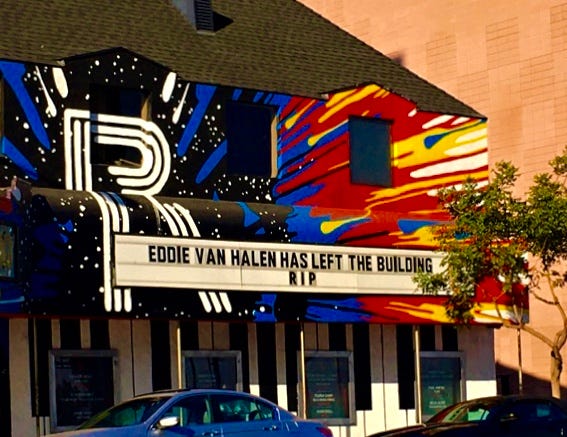 R
EDDIE VAN HALEN HAS LEFT THE BUILDING
RIP